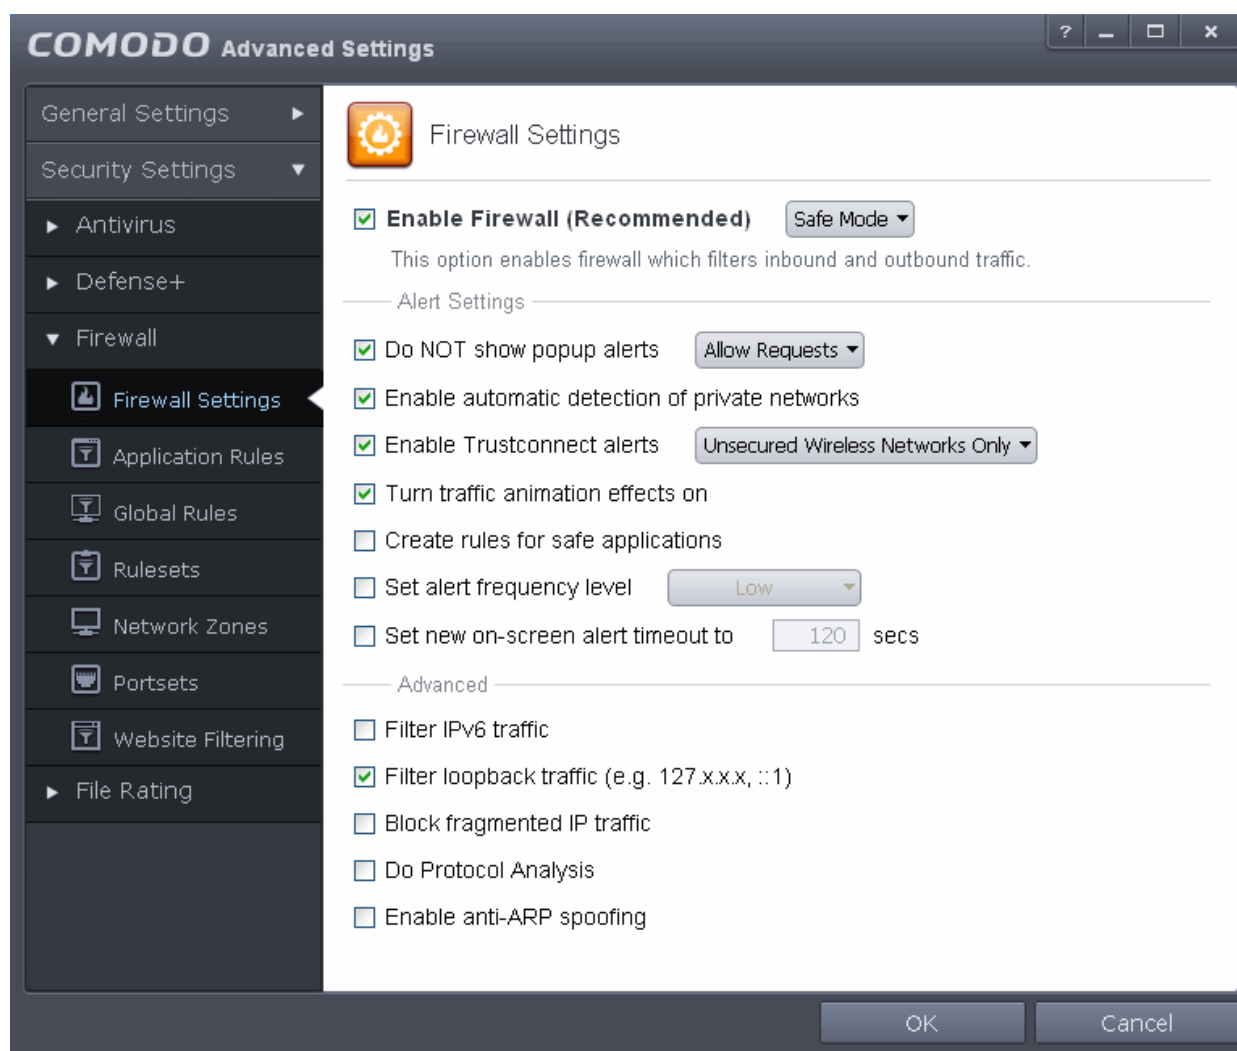 COMODO Advanced Settings
?
General Settings
Security Settings
Antivirus
Defense+
Firewall
Firewall Settings
Application Rules
Global Rules
Rulesets
Network Zones
Portsets
Website Filtering
File Rating
Firewall Settings
Enable Firewall (Recommended) Safe Mode
This option enables firewall which filters inbound and outbound traffic.
Alert Settings
Do NOT show popup alerts Allow Requests
Enable automatic detection of private networks
Enable Trustconnect alerts Unsecured Wireless Networks Only
Turn traffic animation effects on
Create rules for safe applications
Set alert frequency level Low
Set new on-screen alert timeout to 120 secs
Advanced
Filter IPv6 traffic
Filter loopback traffic (e.g. 127.x.x.x, ::1)
Block fragmented IP traffic
Do Protocol Analysis
Enable anti-ARP spoofing
OK Cancel